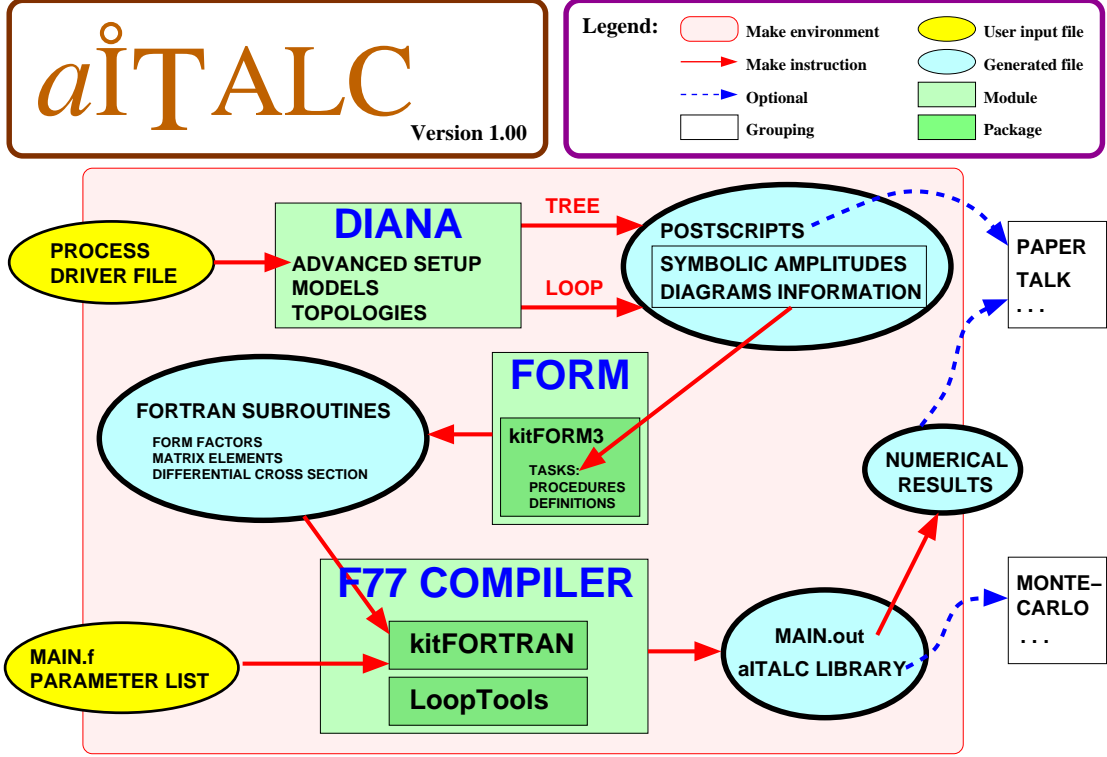 aİTALC
Version 1.00
Legend:
Make environment
Make instruction
Optional
Grouping
User input file
Generated file
Module
Package
PROCESS
DRIVER FILE
DIANA
ADVANCED SETUP
MODELS
TOPOLOGIES
TREE
LOOP
POSTSCRIPTS
SYMBOLIC AMPLITUDES
DIAGRAMS INFORMATION
PAPER
TALK
. . .
FORTRAN SUBROUTINES
FORM FACTORS
MATRIX ELEMENTS
DIFFERENTIAL CROSS SECTION
FORM
kitFORM3
TASKS:
PROCEDURES
DEFINITIONS
NUMERICAL
RESULTS
F77 COMPILER
kitFORTRAN
LoopTools
MAIN.f
PARAMETER LIST
MAIN.out
aITALC LIBRARY
MONTE–
CARLO
. . .